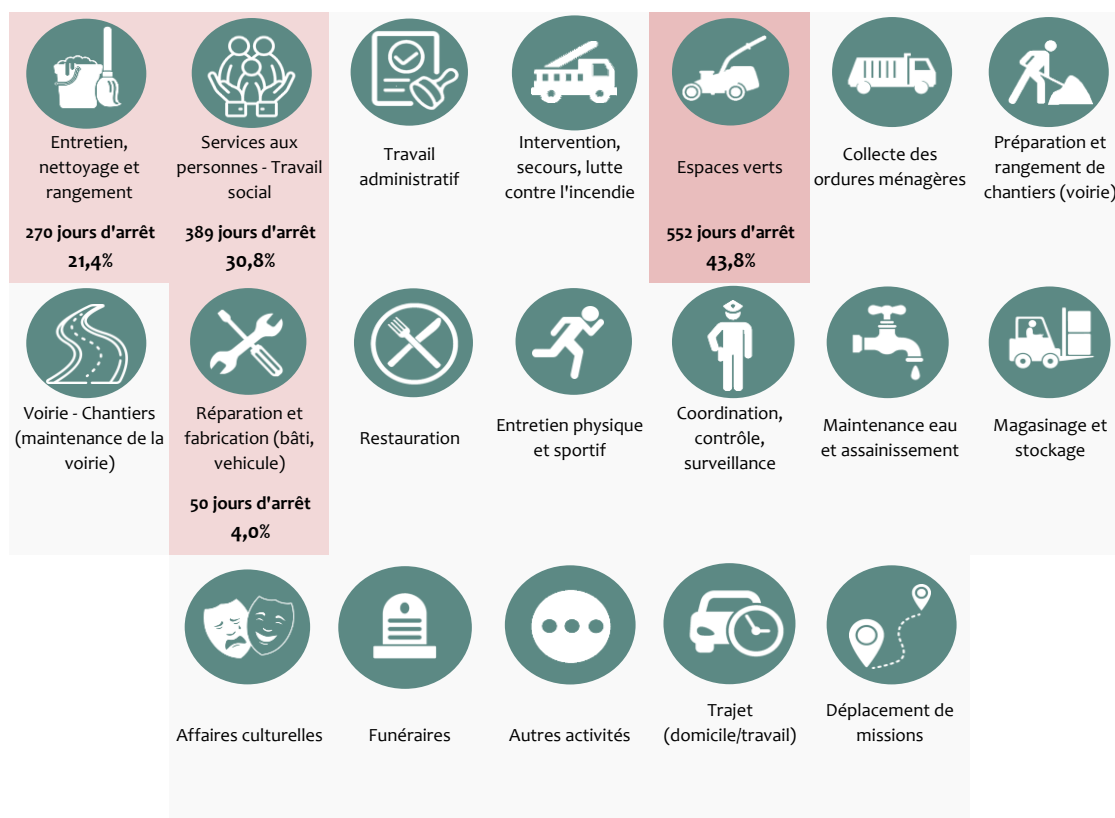 Entretien,
nettoyage et
rangement
270 jours d'arrêt
21,4%
Services aux
personnes - Travail
social
389 jours d'arrêt
30,8%
Travail
administratif
Intervention,
secours, lutte
contre l'incendie
Espaces verts
552 jours d'arrêt
43,8%
Collecte des
ordures ménagères
Préparation et
rangement de
chantiers (voirie)
Voirie - Chantiers
(maintenance de la
voirie)
Réparation et
fabrication (bâti,
vehicule)
50 jours d'arrêt
4,0%
Restauration
Entretien physique
et sportif
Coordination,
contrôle,
surveillance
Maintenance eau
et assainissement
Magasinage et
stockage
Affaires culturelles
Funéraires
Autres activités
Trajet
(domicile/travail)
Déplacement de
missions